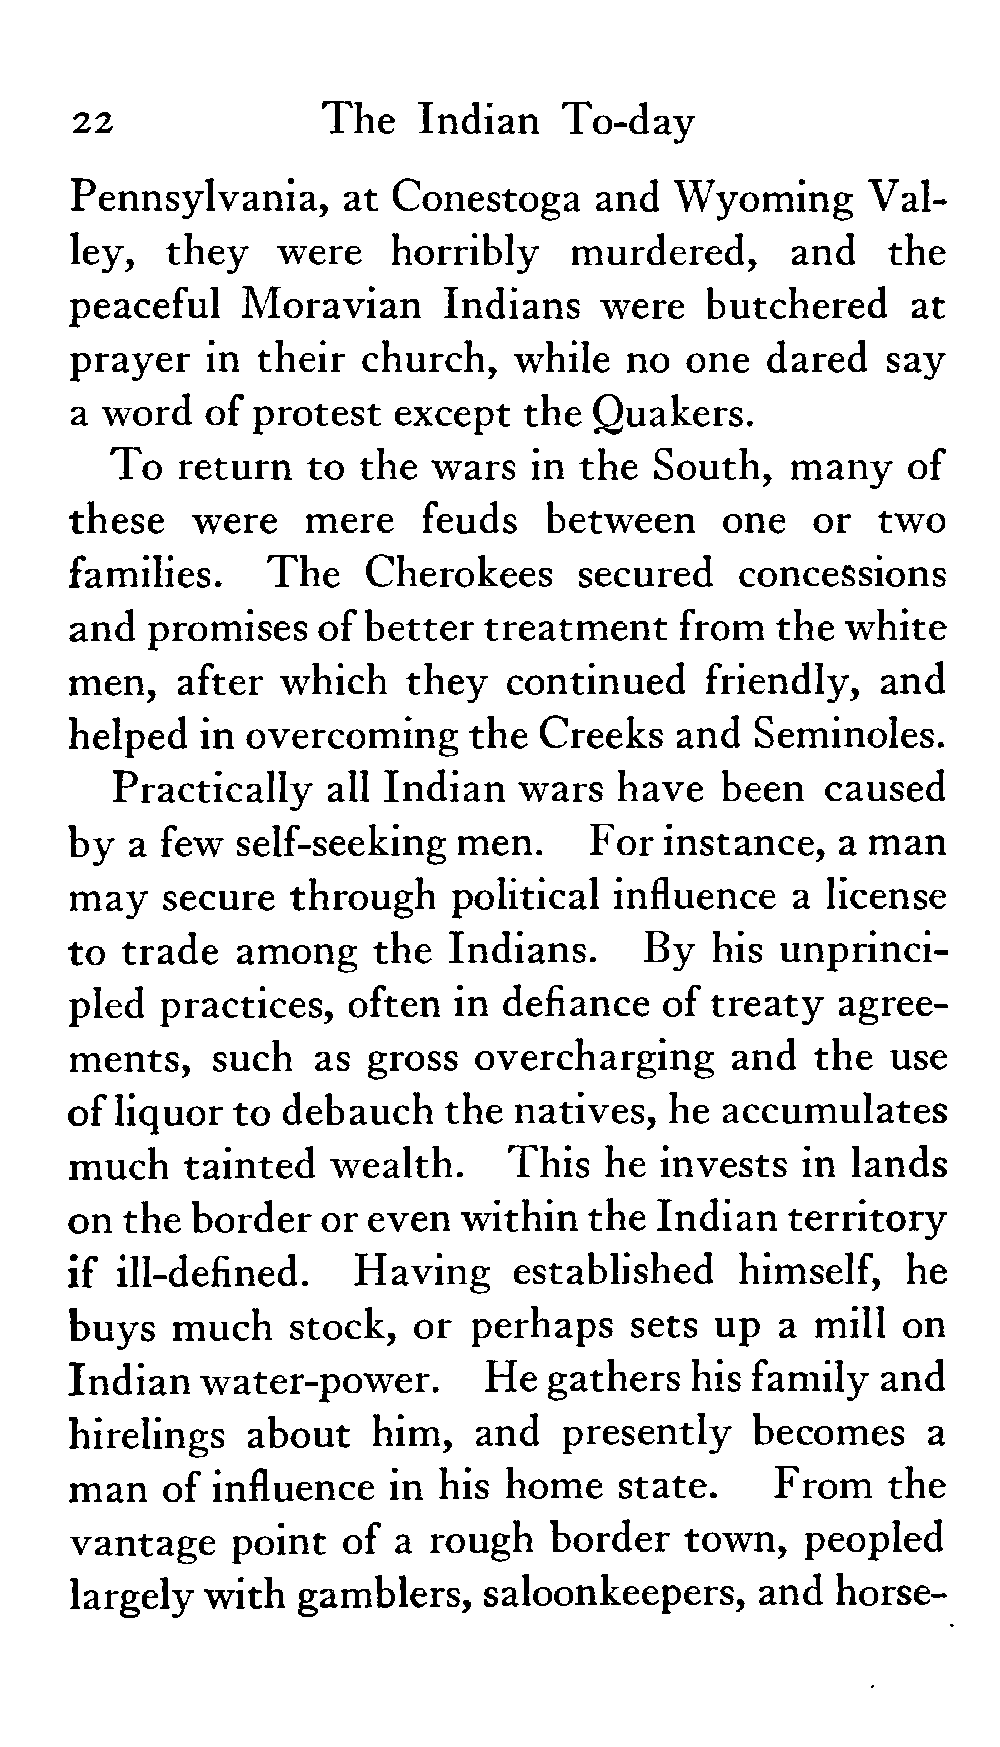 22 The Indian To-day
Pennsylvania, at Conestoga and Wyoming Val-
ley, they were horribly murdered, and the
peaceful Moravian Indians were butchered at
prayer in their church, while no one dared say
a word of protest except the Quakers.
To return to the wars in the South, many of
these were mere feuds between one or two
families. The Cherokees secured concessions
and promises of better treatment from the white
men, after which they continued friendly, and
helped in overcoming the Creeks and Seminoles.
Practically all Indian wars have been caused
by a few self-seeking men. For instance, a man
may secure through political influence a license
to trade among the Indians. By his unprinci-
pled practices, often in defiance of treaty agree-
ments, such as gross overcharging and the use
of liquor to debauch the natives, he accumulates
much tainted wealth. This he invests in lands
on the border or even within the Indian territory
if ill-defined. Having established himself, he
buys much stock, or perhaps sets up a mill on
Indian water-power. He gathers his family and
hirelings about him, and presently becomes a
man of influence in his home state. From the
vantage point of a rough border town, peopled
largely with gamblers, saloonkeepers, and horse-